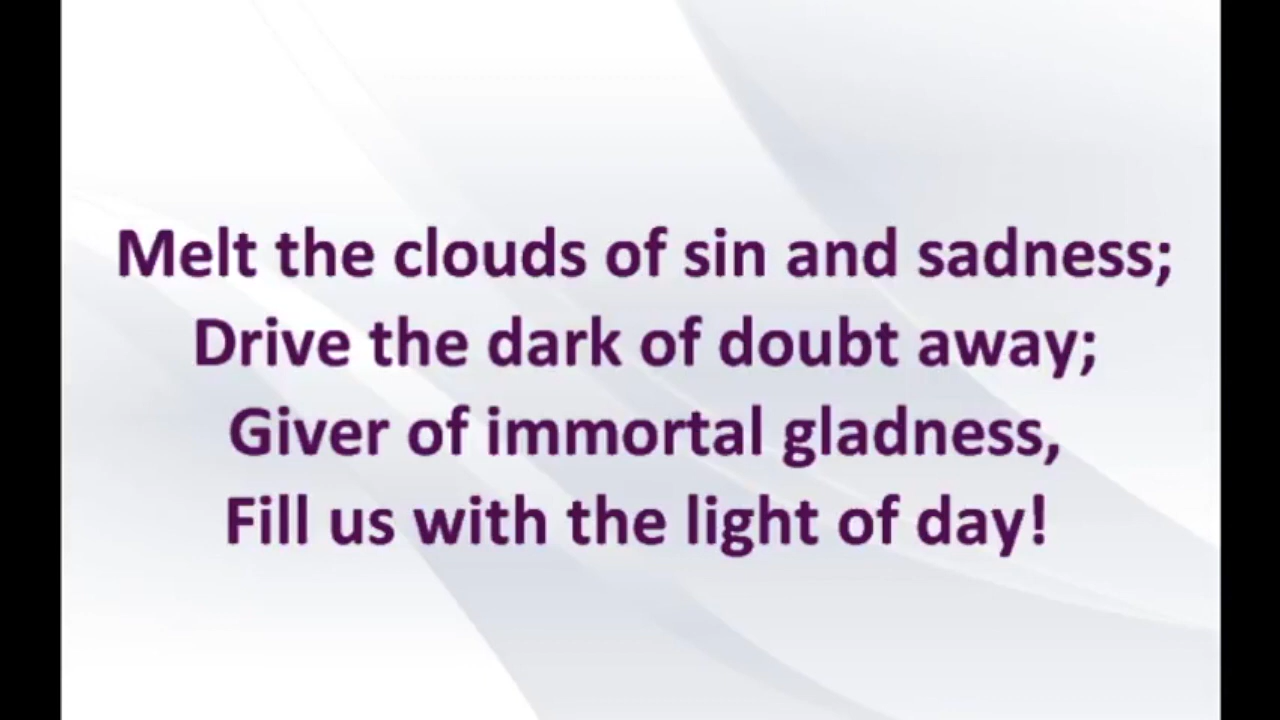 Melt the clouds of sin and sadness;
Drive the dark of doubt away;
Giver of immortal gladness,
Fill us with the light of day!